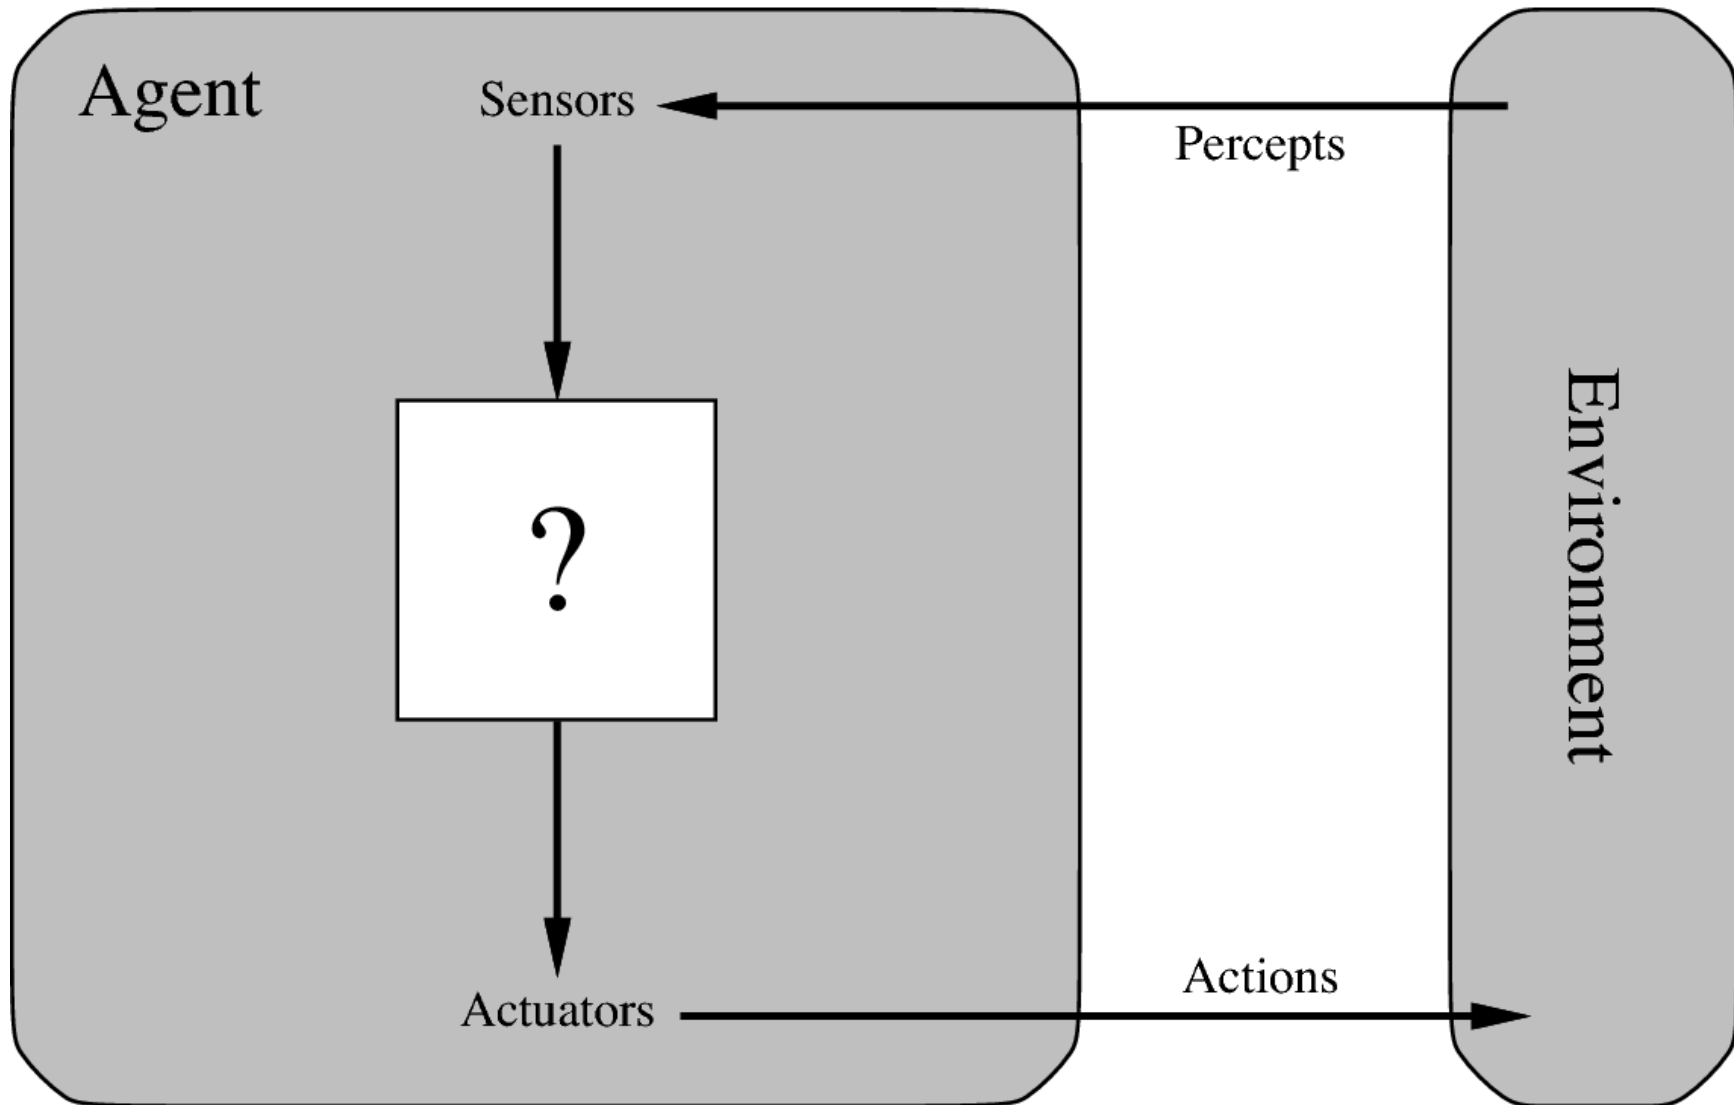 Agent
Sensors
Percepts
?
Environment
Actions
Actuators